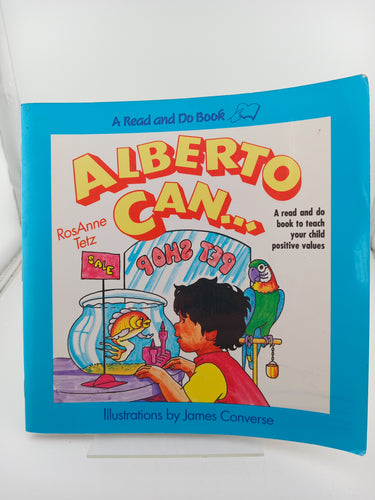 A Read and Do Book
ALBERTO
CAN...
RosAnne
Tetz
A read and do
book to teach
your child
positive values
PET SHOP
SALE
Illustrations by James Converse